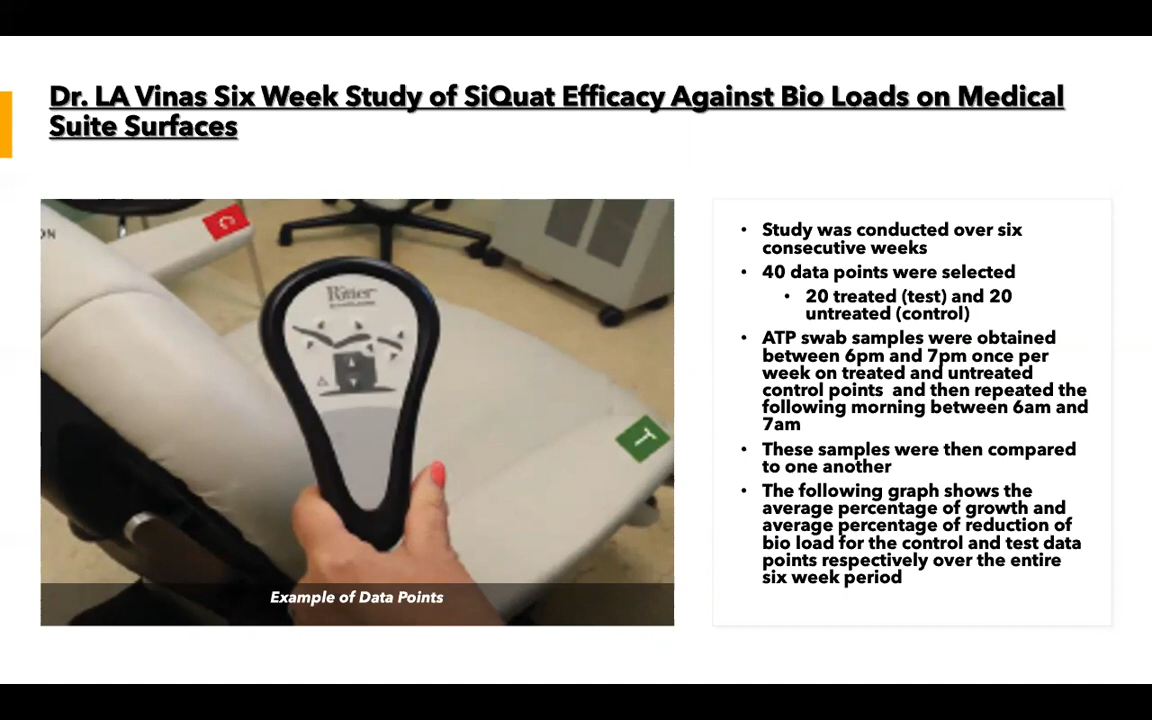 Dr. LA Vinas Six Week Study of SiQuat Efficacy Against Bio Loads on Medical
Suite Surfaces
ON
C
Ritter
T
Example of Data Points
• Study was conducted over six
consecutive weeks
• 40 data points were selected
• 20 treated (test) and 20
untreated (control)
• ATP swab samples were obtained
between 6pm and 7pm once per
week on treated and untreated
control points and then repeated the
following morning between 6am and
7am
• These samples were then compared
to one another
• The following graph shows the
average percentage of growth and
average percentage of reduction of
bio load for the control and test data
points respectively over the entire
six week period